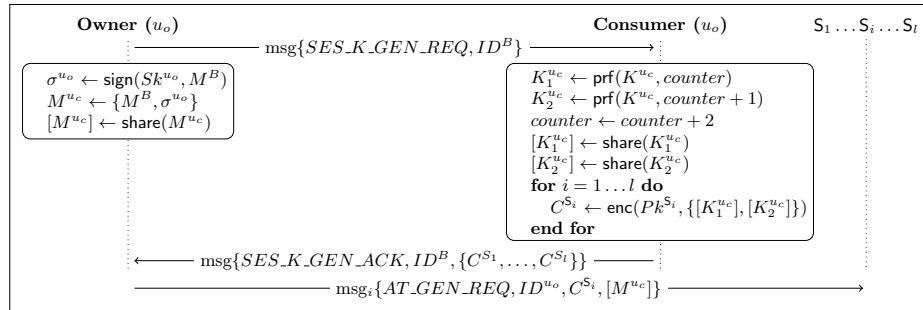 Owner (u_o) Consumer (u_o) S_1 … S_i … S_l
msg{SES_K_GEN_REQ, ID^B}
σ^{u_o} ← sign(Sk^{u_o}, M^B)
M^{u_c} ← {M^B, σ^{u_o}}
[M^{u_c}] ← share(M^{u_c})
K_1^{u_c} ← prf(K^{u_c}, counter)
K_2^{u_c} ← prf(K^{u_c}, counter + 1)
counter ← counter + 2
[K_1^{u_c}] ← share(K_1^{u_c})
[K_2^{u_c}] ← share(K_2^{u_c})
for i = 1 … l do
C^{S_i} ← enc(Pk^{S_i}, {[K_1^{u_c}], [K_2^{u_c}]})
end for
msg{SES_K_GEN_ACK, ID^B, {C^{S_1}, …, C^{S_l}}}
msg_i{AT_GEN_REQ, ID^{u_o}, C^{S_i}, [M^{u_c}]}